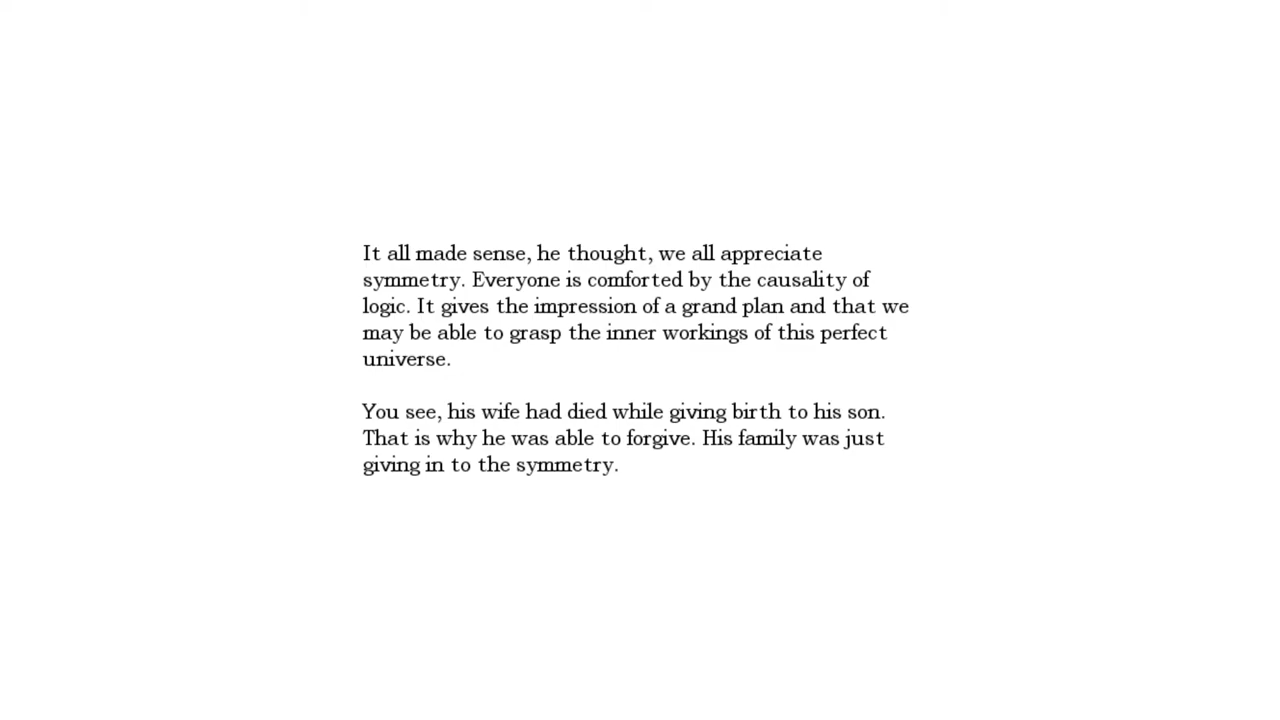 It all made sense, he thought, we all appreciate
symmetry. Everyone is comforted by the causality of
logic. It gives the impression of a grand plan and that we
may be able to grasp the inner workings of this perfect
universe.
You see, his wife had died while giving birth to his son.
That is why he was able to forgive. His family was just
giving in to the symmetry.